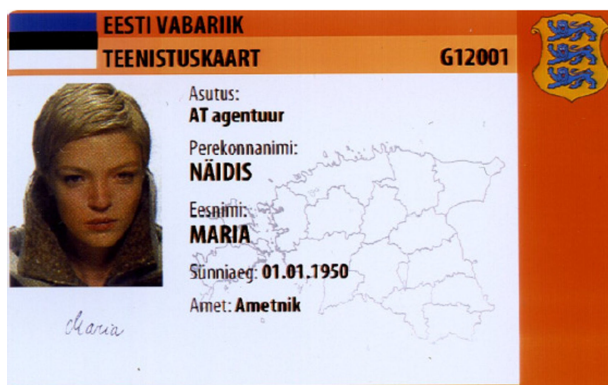 EESTI VABARIIK
TEENISTUSKAART G12001
Asutus:
AT agentuur
Perekonnanimi:
NÄIDIS
Eesnimi:
MARIA
Sünniaeg: 01.01.1950
Amet: Ametnik
Maria